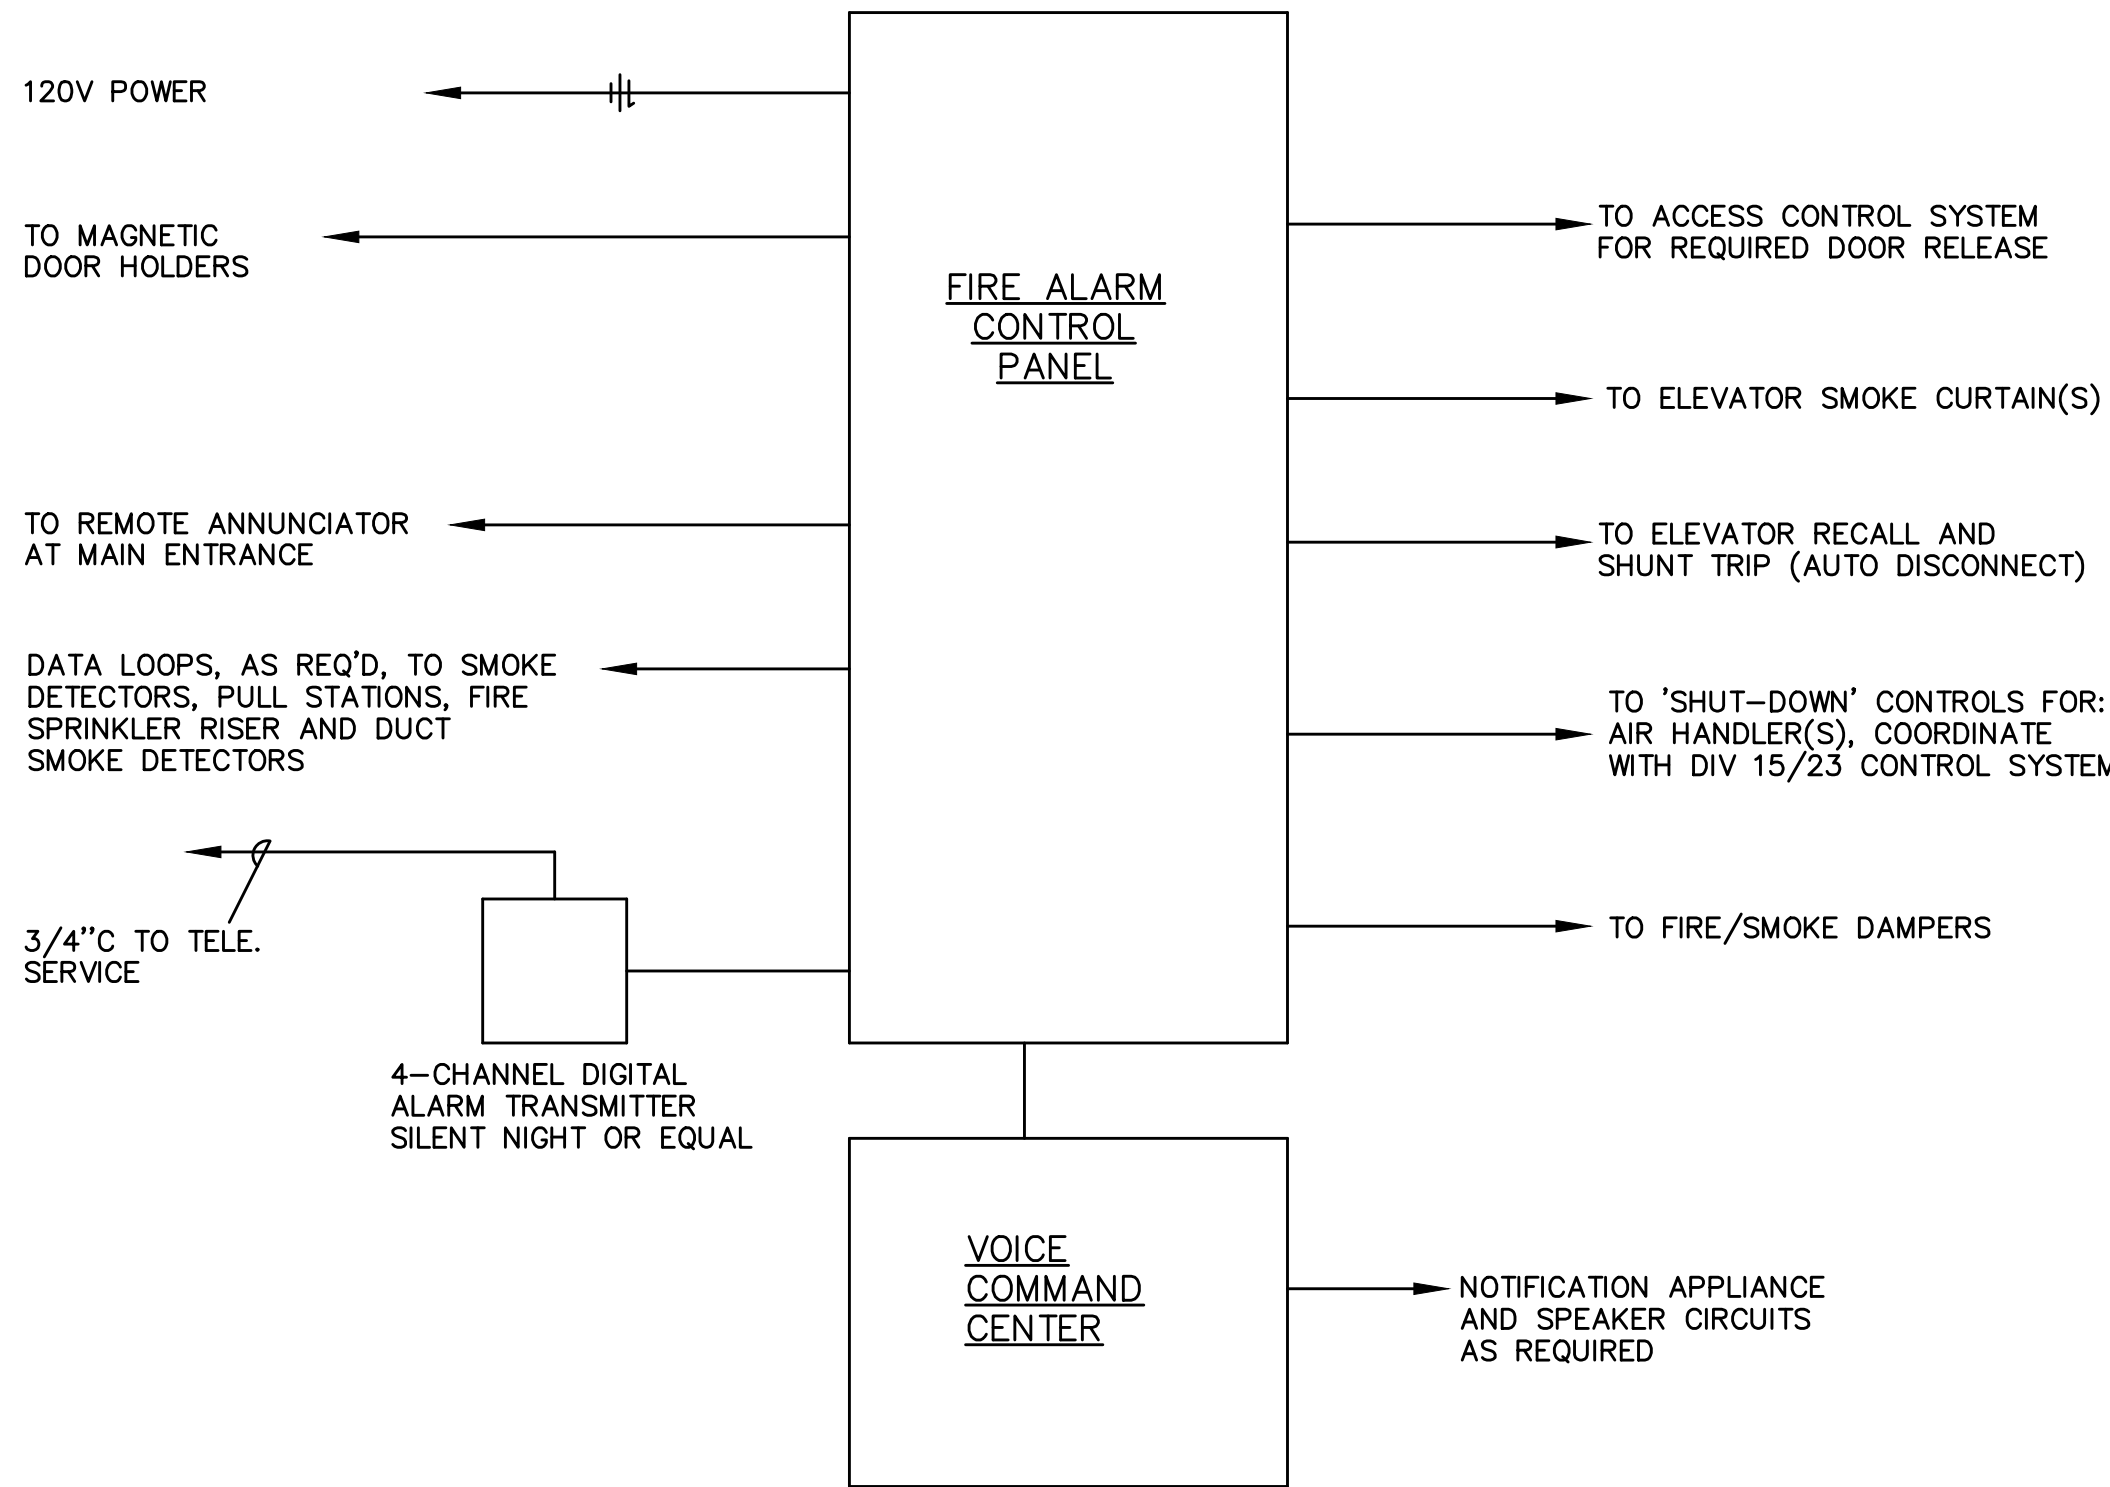 120V POWER
TO MAGNETIC
DOOR HOLDERS
TO REMOTE ANNUNCIATOR
AT MAIN ENTRANCE
DATA LOOPS, AS REQ'D, TO SMOKE
DETECTORS, PULL STATIONS, FIRE
SPRINKLER RISER AND DUCT
SMOKE DETECTORS
3/4"C TO TELE.
SERVICE
4-CHANNEL DIGITAL
ALARM TRANSMITTER
SILENT NIGHT OR EQUAL
FIRE ALARM
CONTROL
PANEL
VOICE
COMMAND
CENTER
TO ACCESS CONTROL SYSTEM
FOR REQUIRED DOOR RELEASE
TO ELEVATOR SMOKE CURTAIN(S)
TO ELEVATOR RECALL AND
SHUNT TRIP (AUTO DISCONNECT)
TO 'SHUT-DOWN' CONTROLS FOR:
AIR HANDLER(S), COORDINATE
WITH DIV 15/23 CONTROL SYSTEM
TO FIRE/SMOKE DAMPERS
NOTIFICATION APPLIANCE
AND SPEAKER CIRCUITS
AS REQUIRED